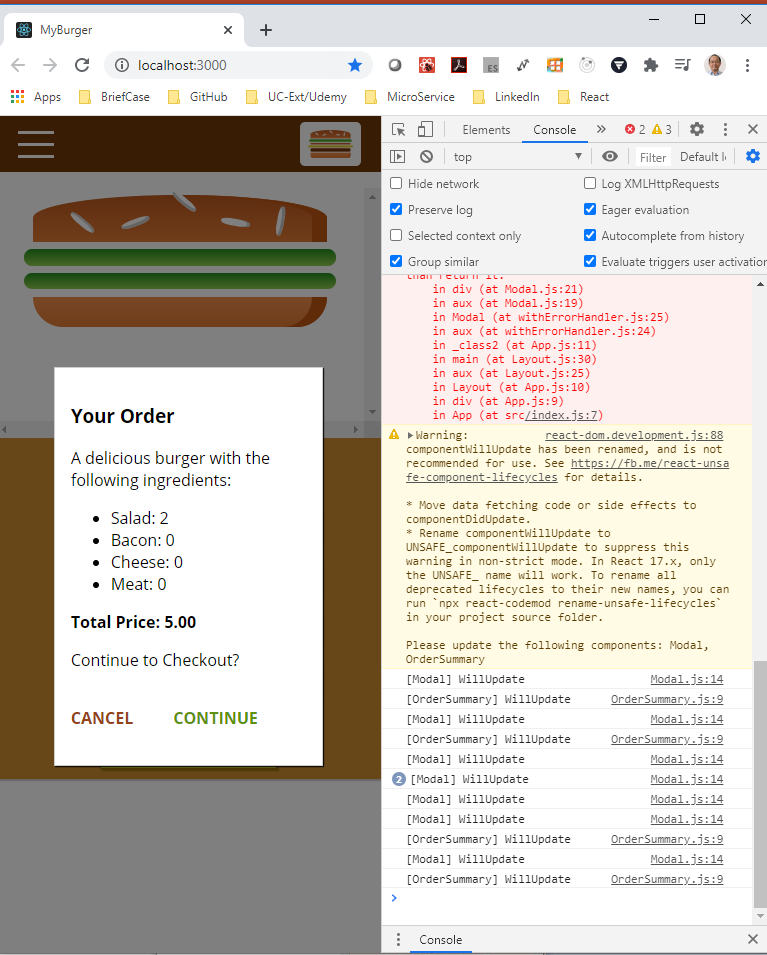 MyBurger
localhost:3000
ES
Apps BriefCase GitHub UC-Ext/Udemy MicroService LinkedIn React
Elements Console 2 3
top Filter
Hide network Log XMLHttpRequests
Preserve log Eager evaluation
Selected context only Autocomplete from history
Group similar Evaluate triggers user activation
than return it.
in div (at Modal.js:21)
in aux (at Modal.js:19)
in Modal (at withErrorHandler.js:25)
in aux (at withErrorHandler.js:24)
in _class2 (at App.js:11)
in main (at Layout.js:30)
in aux (at Layout.js:25)
in Layout (at App.js:10)
in div (at App.js:9)
in App (at src/index.js:7)
Warning: react-dom.development.js:88
componentWillUpdate has been renamed, and is not
recommended for use. See https://fb.me/react-unsa
fe-component-lifecycles for details.
* Move data fetching code or side effects to
componentDidUpdate.
* Rename componentWillUpdate to
UNSAFE_componentWillUpdate to suppress this
warning in non-strict mode. In React 17.x, only
the UNSAFE_ name will work. To rename all
deprecated lifecycles to their new names, you can
run `npx react-codemod rename-unsafe-lifecycles`
in your project source folder.
Please update the following components: Modal,
OrderSummary
[Modal] WillUpdate Modal.js:14
[OrderSummary] WillUpdate OrderSummary.js:9
[Modal] WillUpdate Modal.js:14
[OrderSummary] WillUpdate OrderSummary.js:9
[Modal] WillUpdate Modal.js:14
2 [Modal] WillUpdate Modal.js:14
[Modal] WillUpdate Modal.js:14
[Modal] WillUpdate Modal.js:14
[OrderSummary] WillUpdate OrderSummary.js:9
[Modal] WillUpdate Modal.js:14
[OrderSummary] WillUpdate OrderSummary.js:9
Console
Your Order
A delicious burger with the
following ingredients:
Salad: 2
Bacon: 0
Cheese: 0
Meat: 0
Total Price: 5.00
Continue to Checkout?
CANCEL CONTINUE